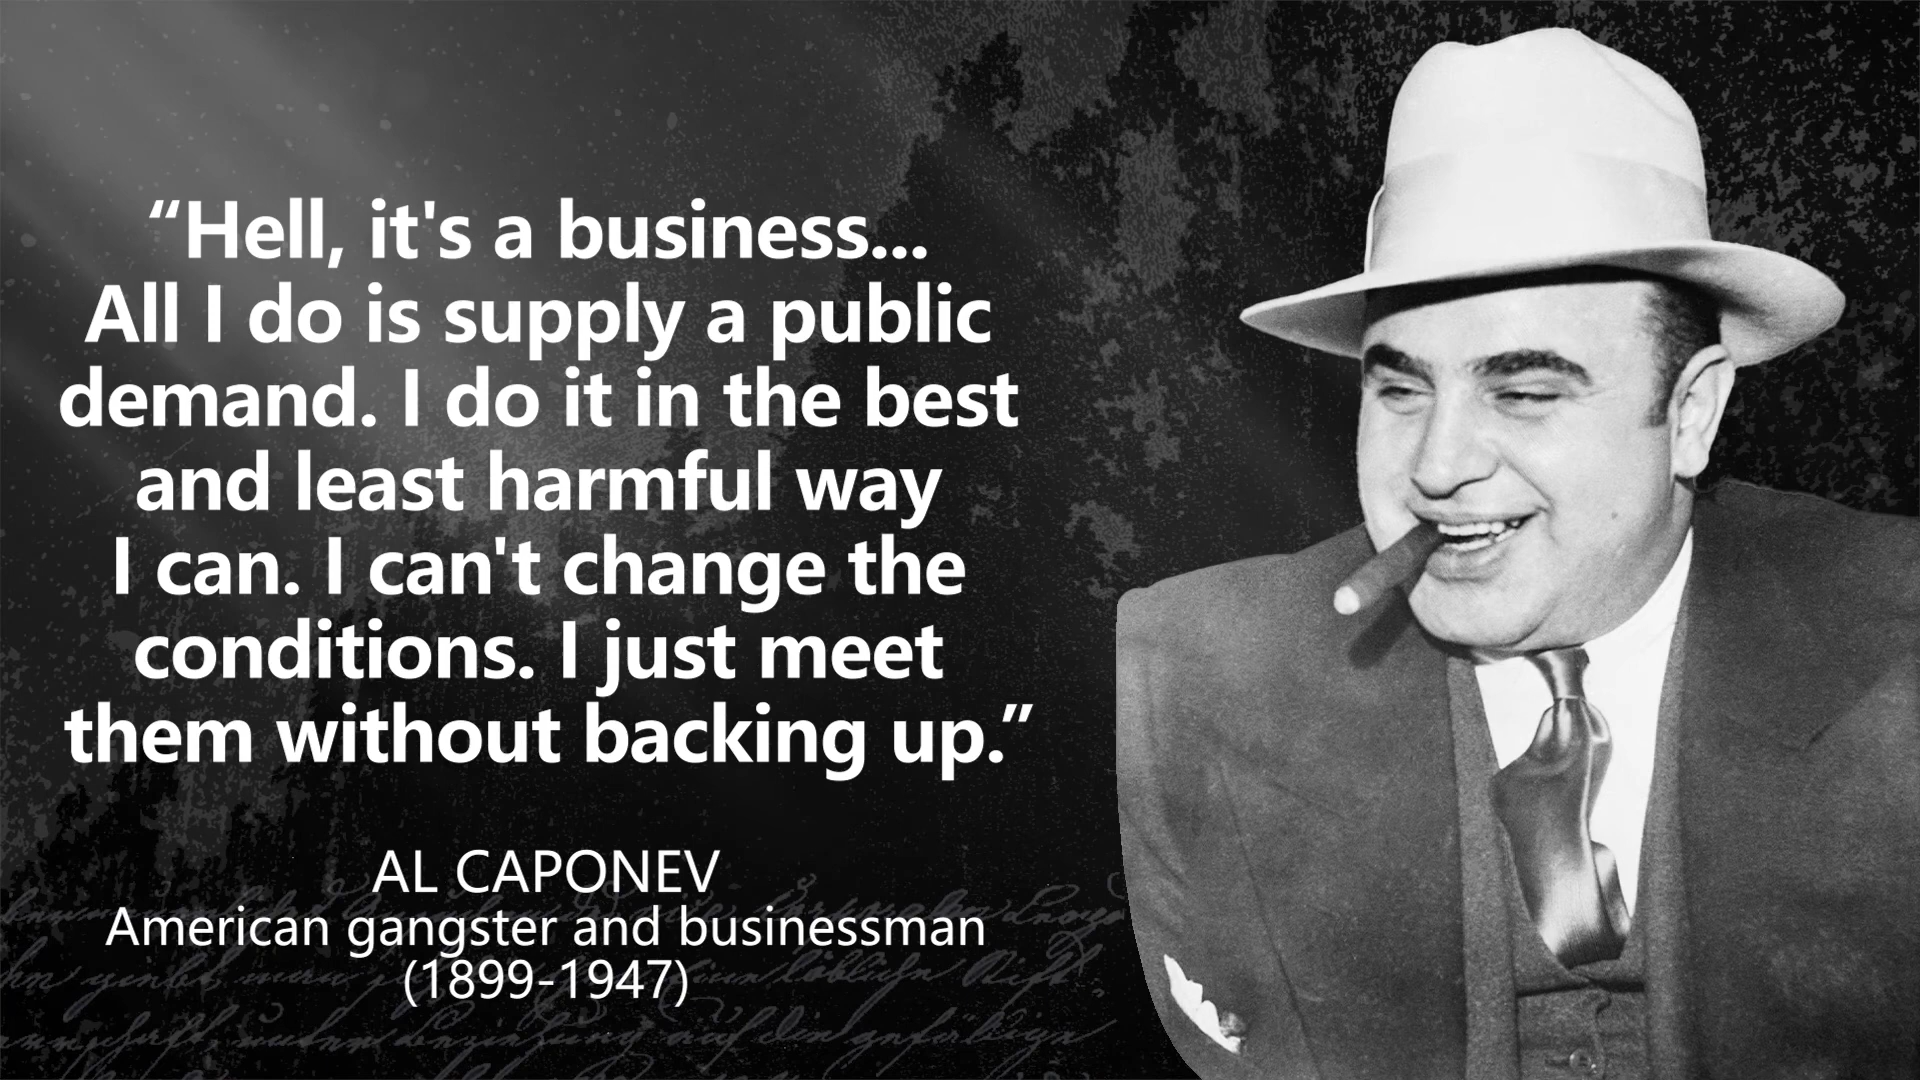 “Hell, it's a business...
All I do is supply a public
demand. I do it in the best
and least harmful way
I can. I can't change the
conditions. I just meet
them without backing up.”
AL CAPONEV
American gangster and businessman
(1899-1947)